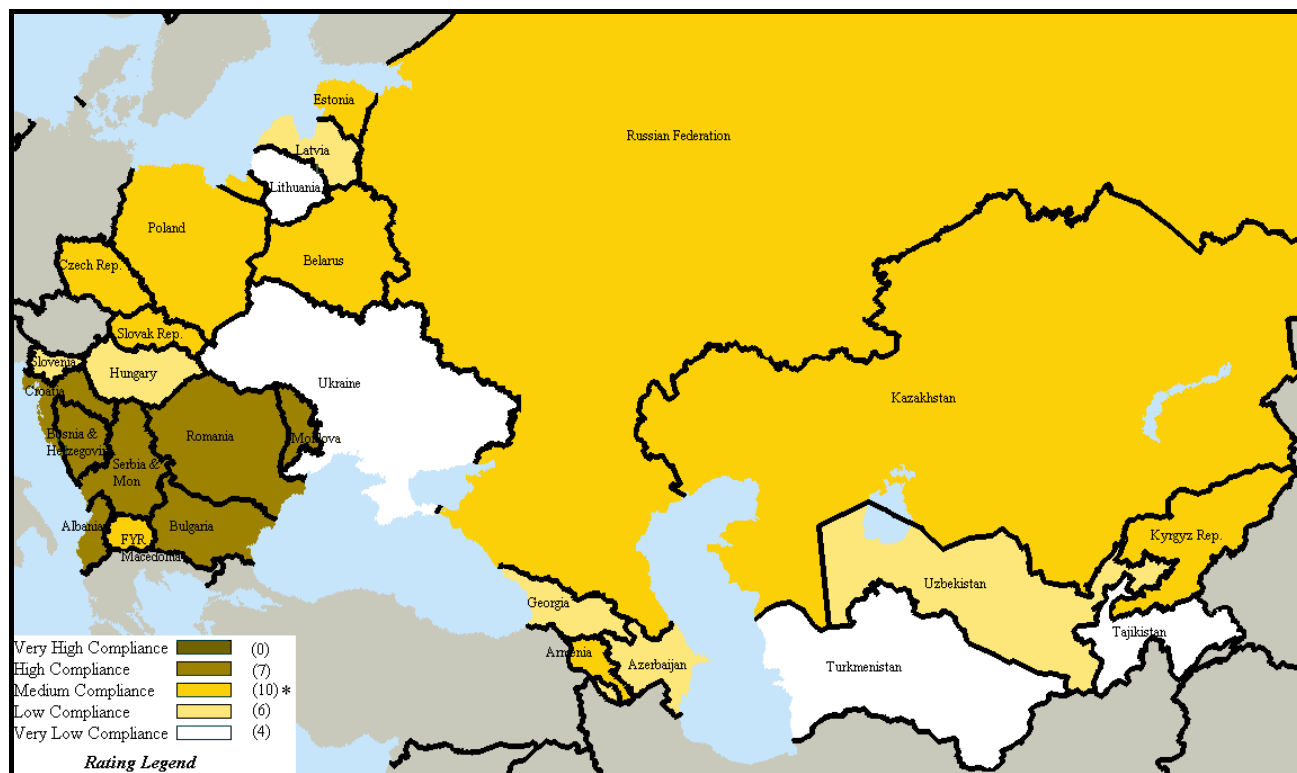 Estonia
Russian Federation
Latvia
Lithuania
Poland
Belarus
Czech Rep.
Slovak Rep.
Slovenia
Hungary
Ukraine
Croatia
Kazakhstan
Bosnia &
Herzegovin
Romania
Moldova
Serbia &
Mon
Albania
Bulgaria
FYR
Macedonia
Kyrgyz Rep.
Uzbekistan
Georgia
Tajikistan
Armenia
Azerbaijan
Turkmenistan
Very High Compliance (0)
High Compliance (7)
Medium Compliance (10) *
Low Compliance (6)
Very Low Compliance (4)
Rating Legend